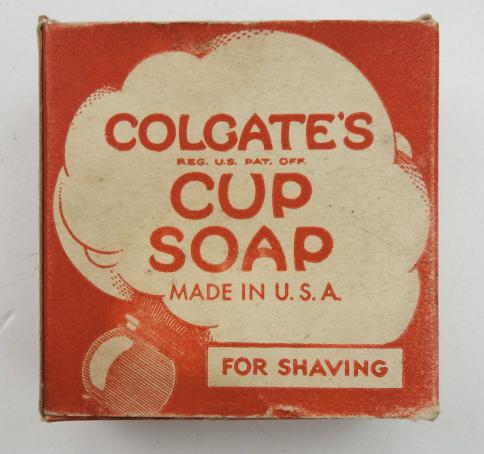 COLGATE'S
REG. U.S. PAT. OFF.
CUP
SOAP
MADE IN U.S.A.
FOR SHAVING